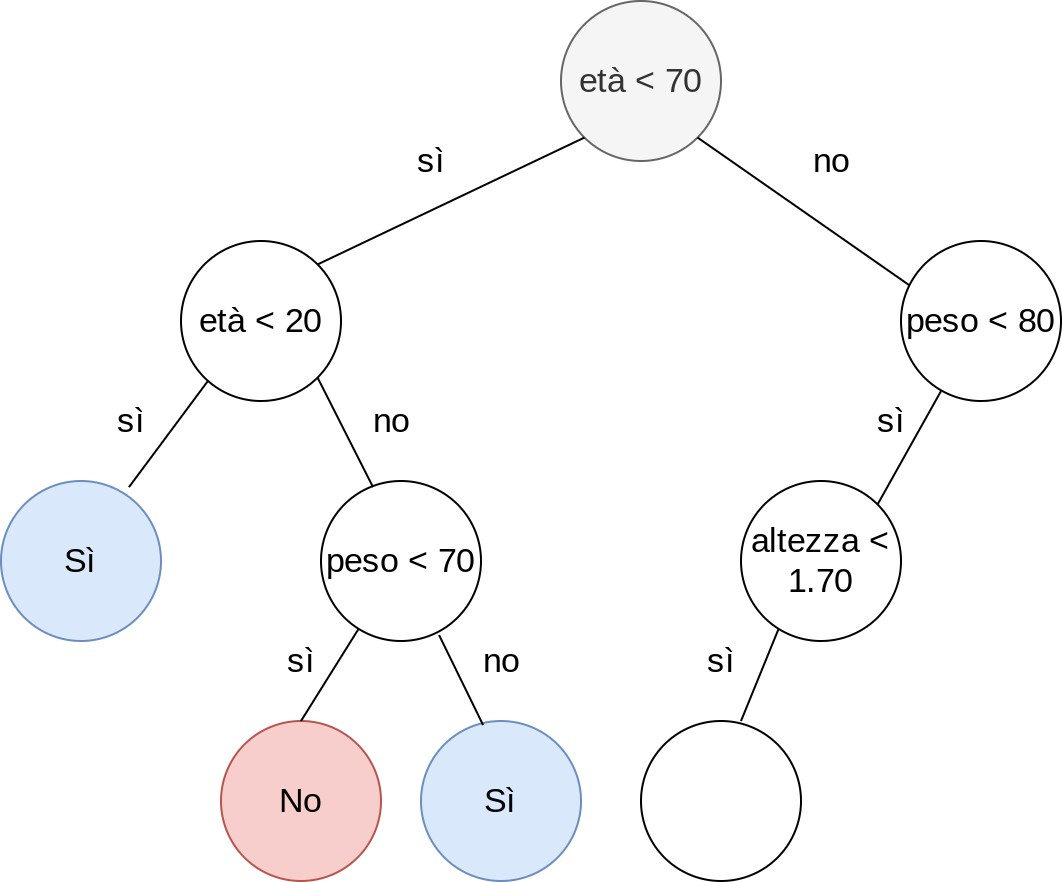 età < 70
sì
no
età < 20
peso < 80
sì
no
sì
Sì
peso < 70
altezza <
1.70
sì
no
sì
No
Sì